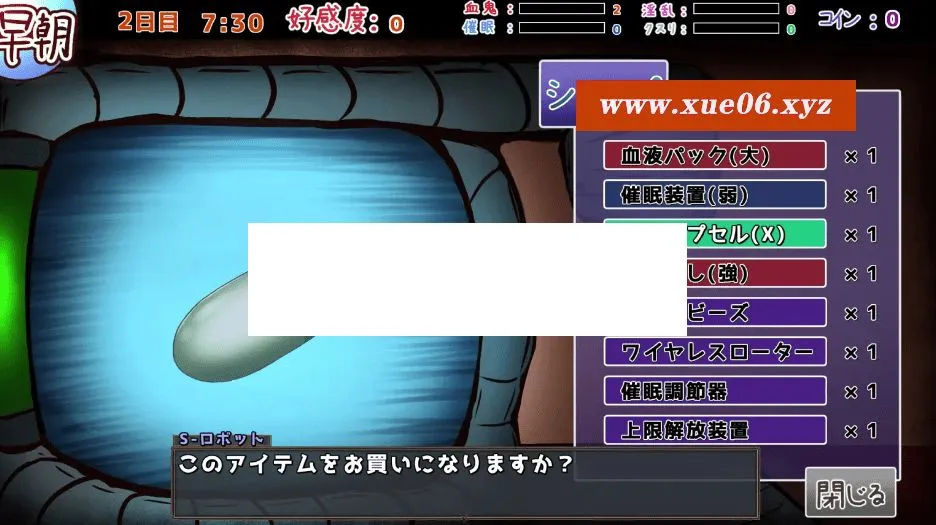 早朝
2日目 7:30 好感度: 0
血鬼 : 2 淫乱 : 0
催眠 : 0 クスリ : 0
コイン : 0
www.xue06.xyz
血液パック(大) × 1
催眠装置(弱) × 1
プセル(X) × 1
し(強) × 1
ビーズ × 1
ワイヤレスローター × 1
催眠調節器 × 1
上限解放装置 × 1
S-ロボット
このアイテムをお買いになりますか？
閉じる